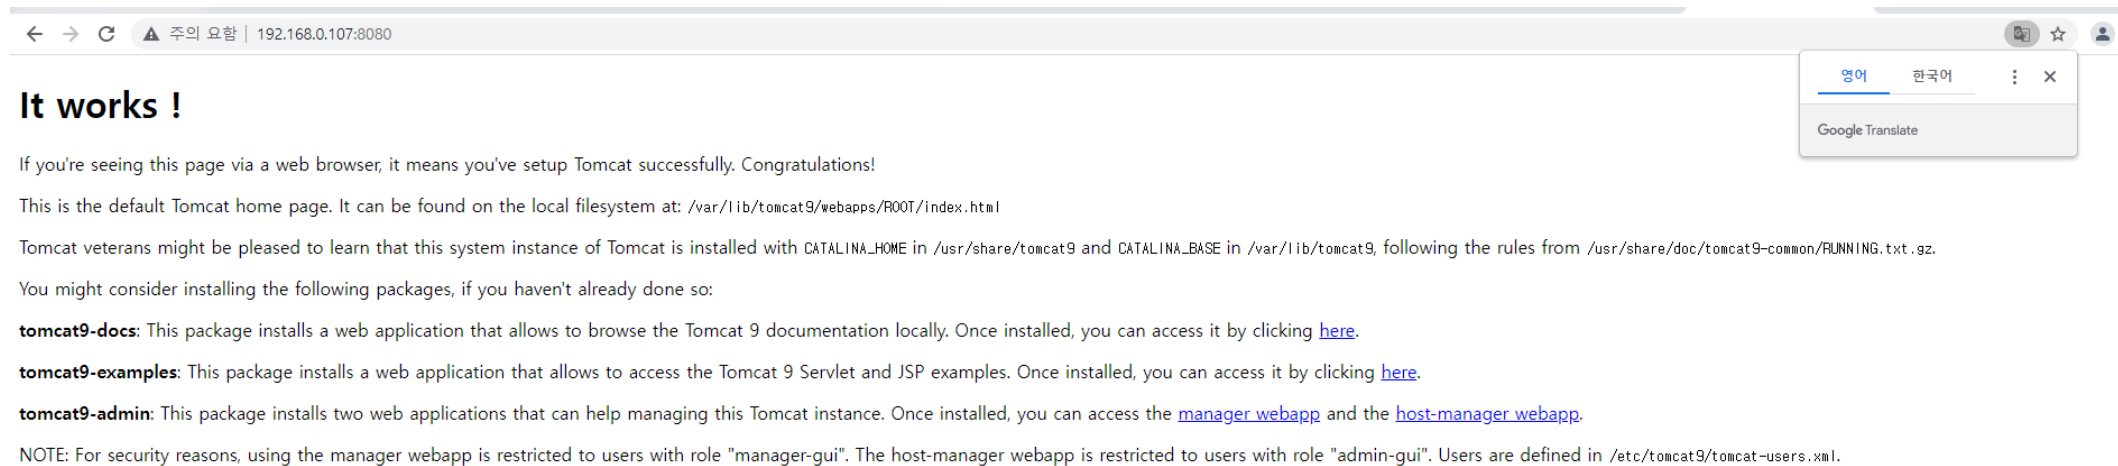 주의 요함 | 192.168.0.107:8080
영어 한국어
Google Translate
It works !
If you're seeing this page via a web browser, it means you've setup Tomcat successfully. Congratulations!
This is the default Tomcat home page. It can be found on the local filesystem at: /var/lib/tomcat9/webapps/ROOT/index.html
Tomcat veterans might be pleased to learn that this system instance of Tomcat is installed with CATALINA_HOME in /usr/share/tomcat9 and CATALINA_BASE in /var/lib/tomcat9, following the rules from /usr/share/doc/tomcat9-common/RUNNING.txt.gz.
You might consider installing the following packages, if you haven't already done so:
tomcat9-docs: This package installs a web application that allows to browse the Tomcat 9 documentation locally. Once installed, you can access it by clicking here.
tomcat9-examples: This package installs a web application that allows to access the Tomcat 9 Servlet and JSP examples. Once installed, you can access it by clicking here.
tomcat9-admin: This package installs two web applications that can help managing this Tomcat instance. Once installed, you can access the manager webapp and the host-manager webapp.
NOTE: For security reasons, using the manager webapp is restricted to users with role "manager-gui". The host-manager webapp is restricted to users with role "admin-gui". Users are defined in /etc/tomcat9/tomcat-users.xml.